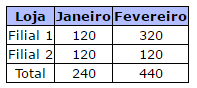 Loja Janeiro Fevereiro
Filial 1 120 320
Filial 2 120 120
Total 240 440